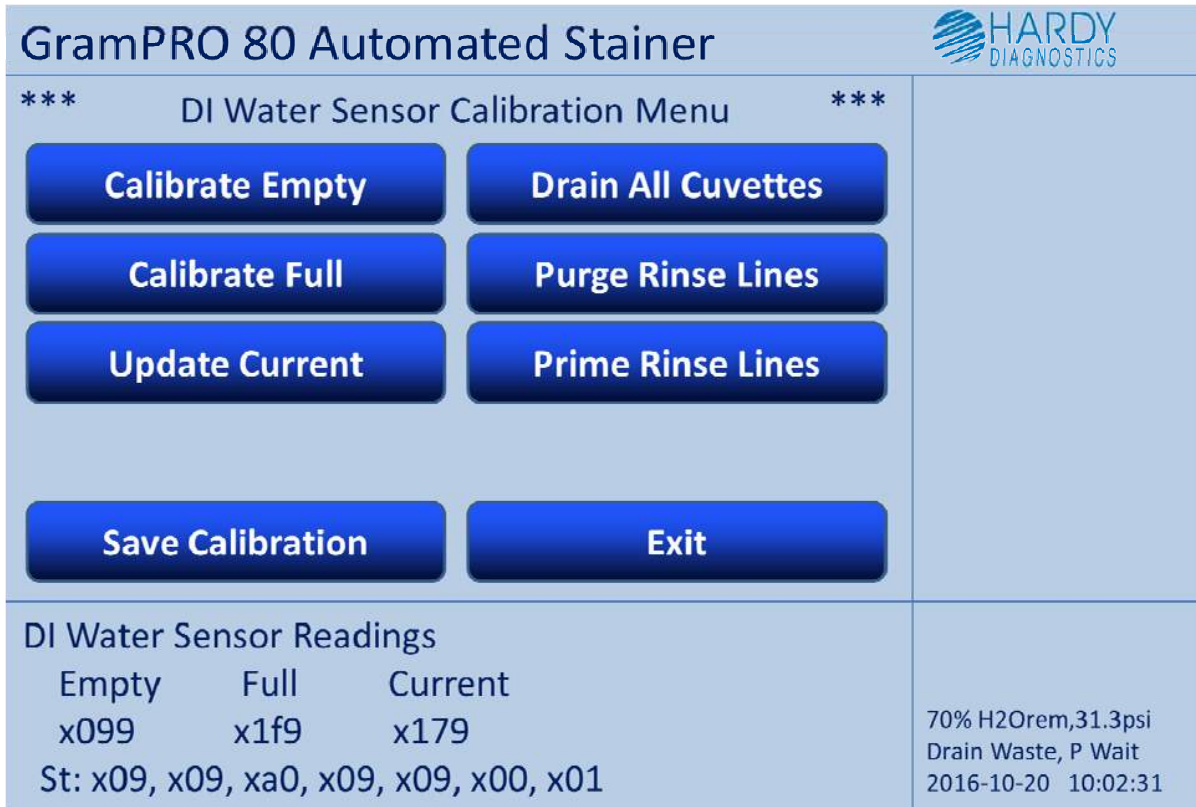 GramPRO 80 Automated Stainer
HARDY
DIAGNOSTICS
*** DI Water Sensor Calibration Menu ***
Calibrate Empty Drain All Cuvettes
Calibrate Full Purge Rinse Lines
Update Current Prime Rinse Lines
Save Calibration Exit
DI Water Sensor Readings
Empty Full Current
x099 x1f9 x179
St: x09, x09, xa0, x09, x09, x00, x01
70% H2Orem,31.3psi
Drain Waste, P Wait
2016-10-20 10:02:31